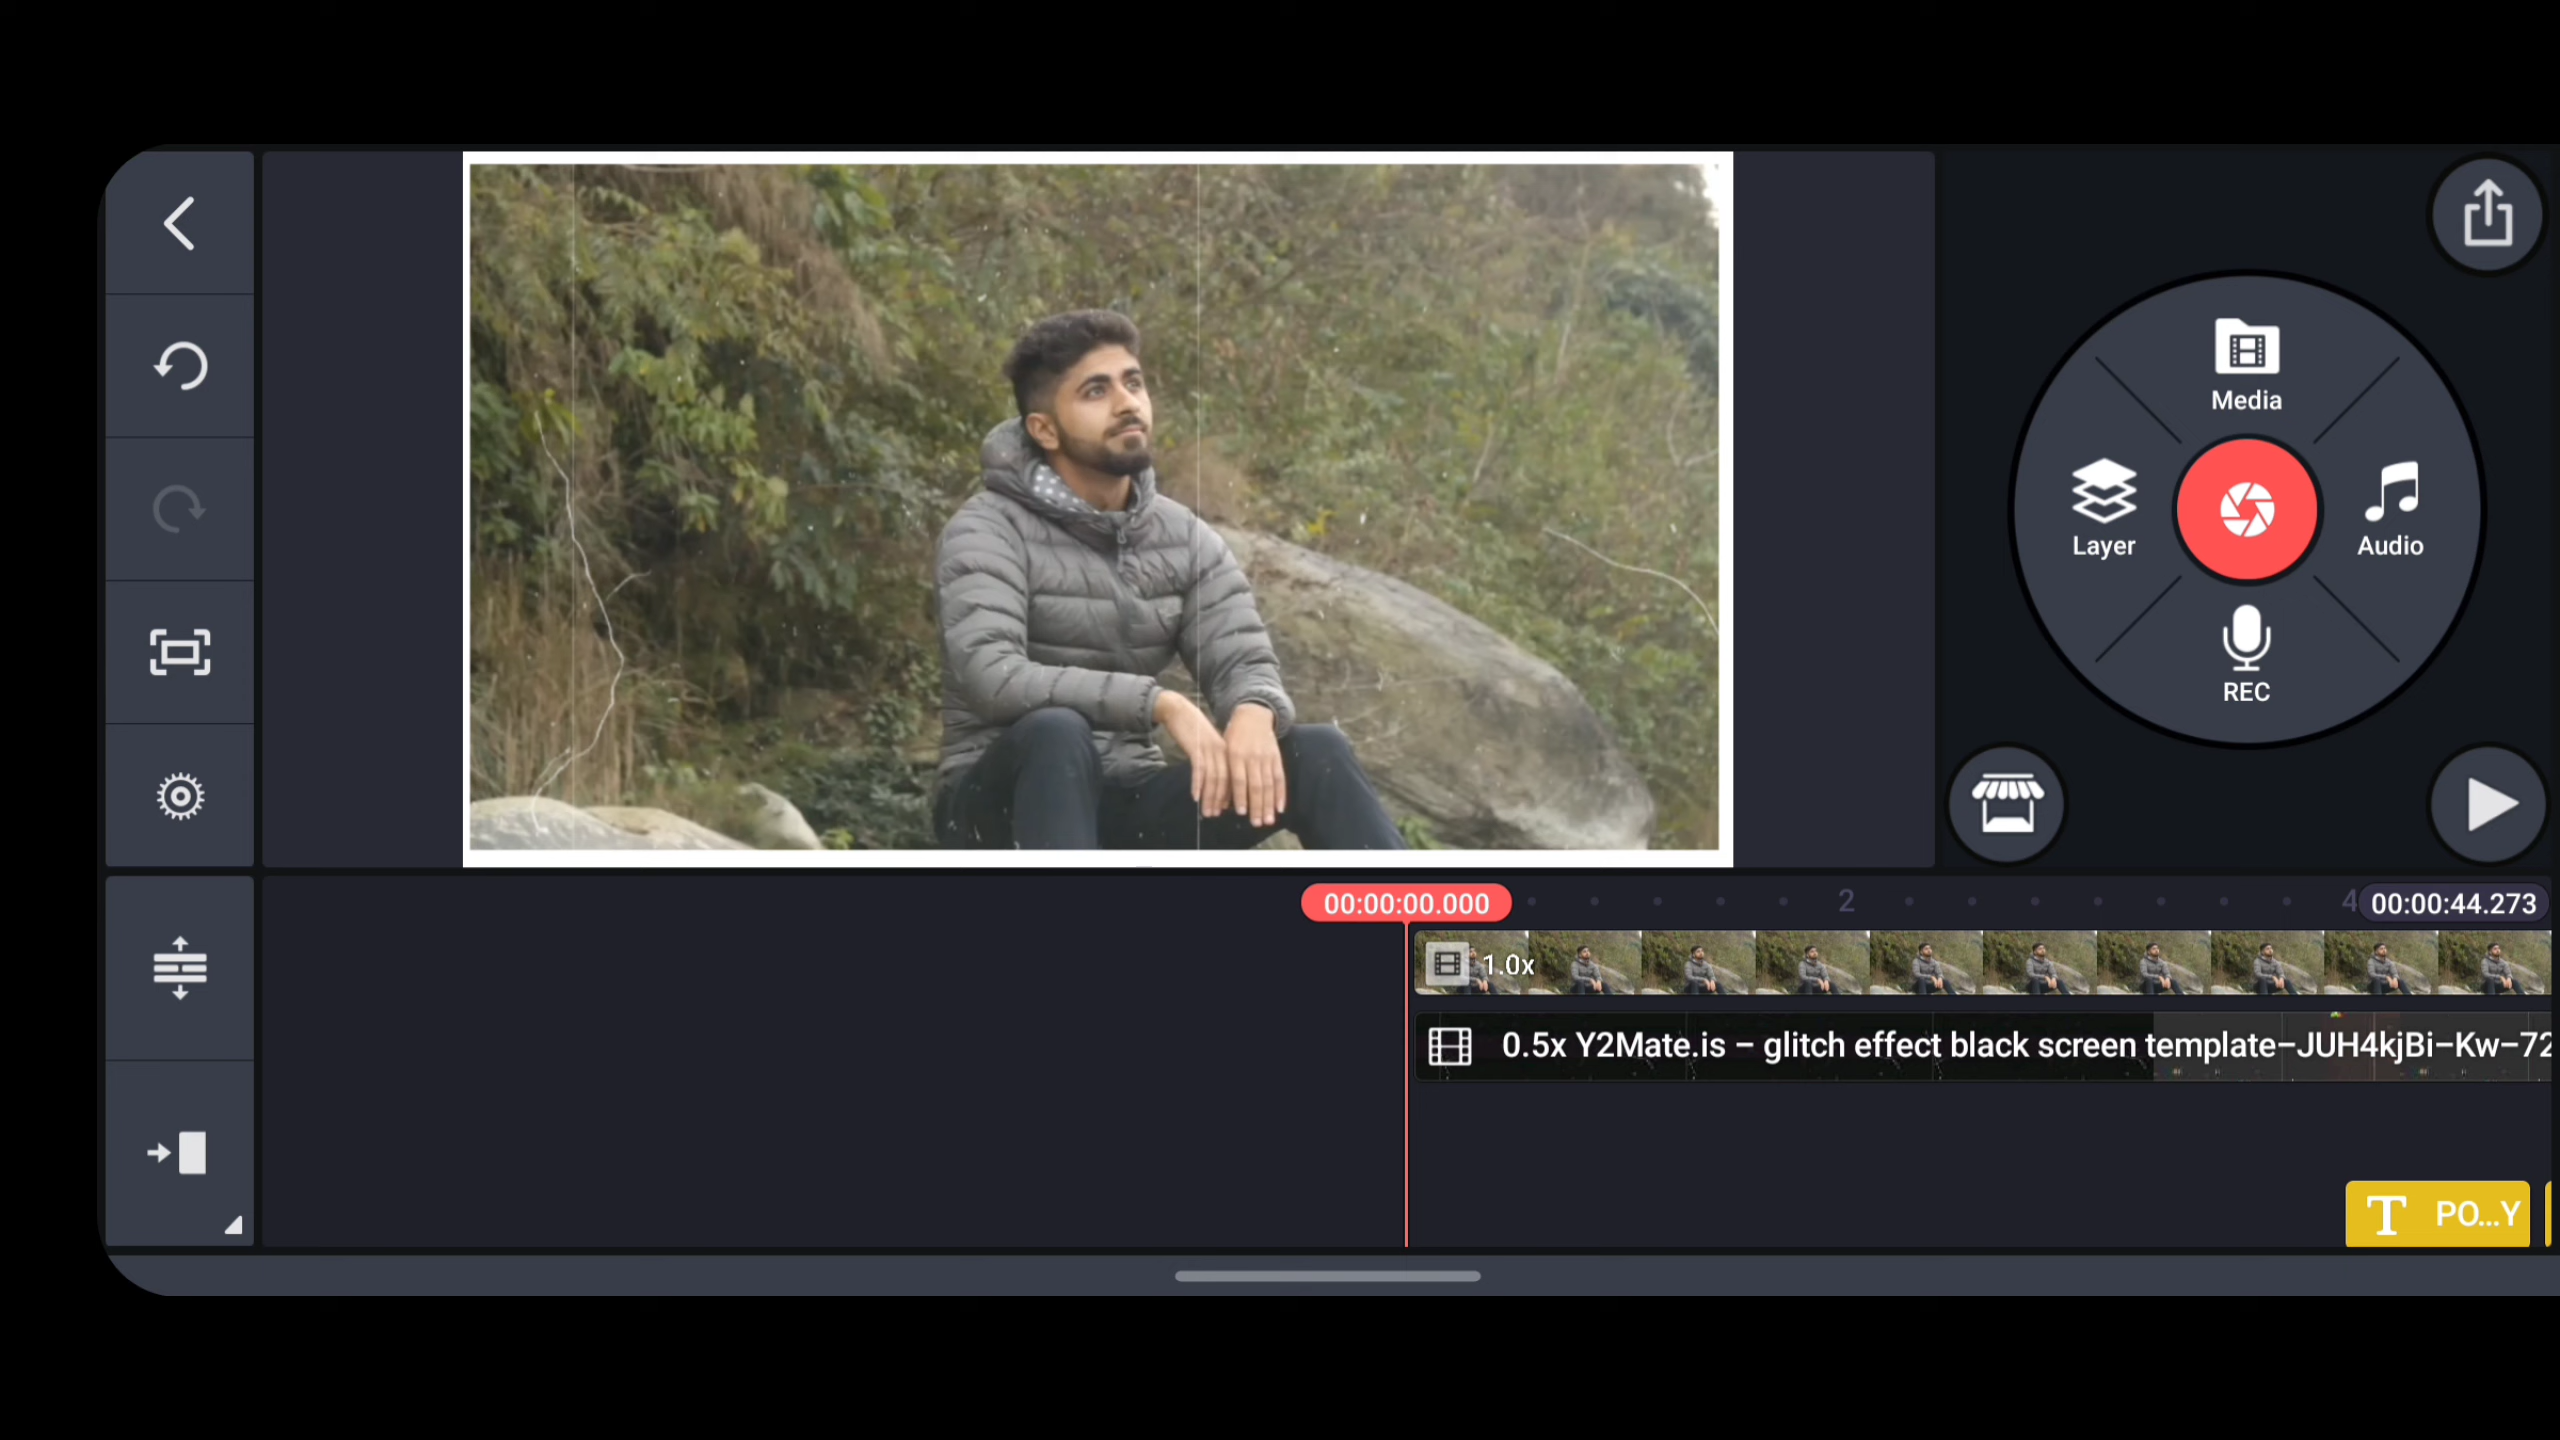 Media
Layer
Audio
REC
00:00:00.000
2
4
00:00:44.273
1.0x
0.5x Y2Mate.is – glitch effect black screen template–JUH4kjBi–Kw–72
T PO...Y